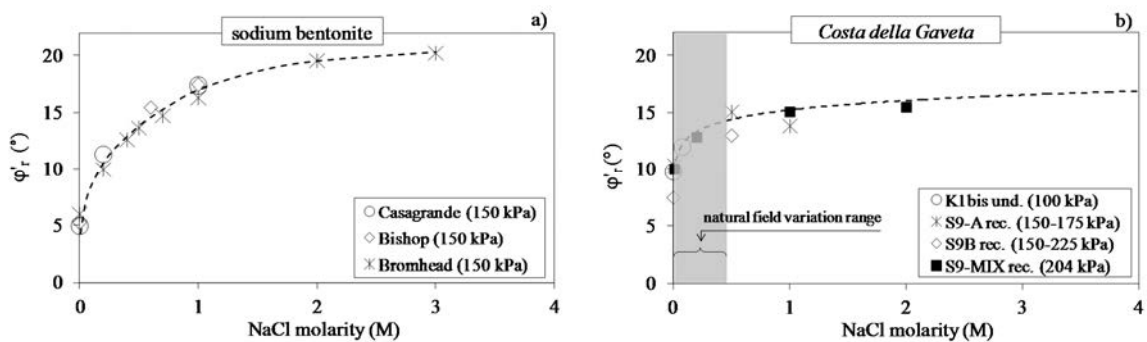 a)
sodium bentonite
20
15
10
5
0
φ'r (°)
0 1 2 3 4
NaCl molarity (M)
Casagrande (150 kPa)
Bishop (150 kPa)
Bromhead (150 kPa)
b)
Costa della Gaveta
20
15
10
5
0
φ'r (°)
0 1 2 3 4
NaCl molarity (M)
natural field variation range
K1bis und. (100 kPa)
S9-A rec. (150-175 kPa)
S9B rec. (150-225 kPa)
S9-MIX rec. (204 kPa)